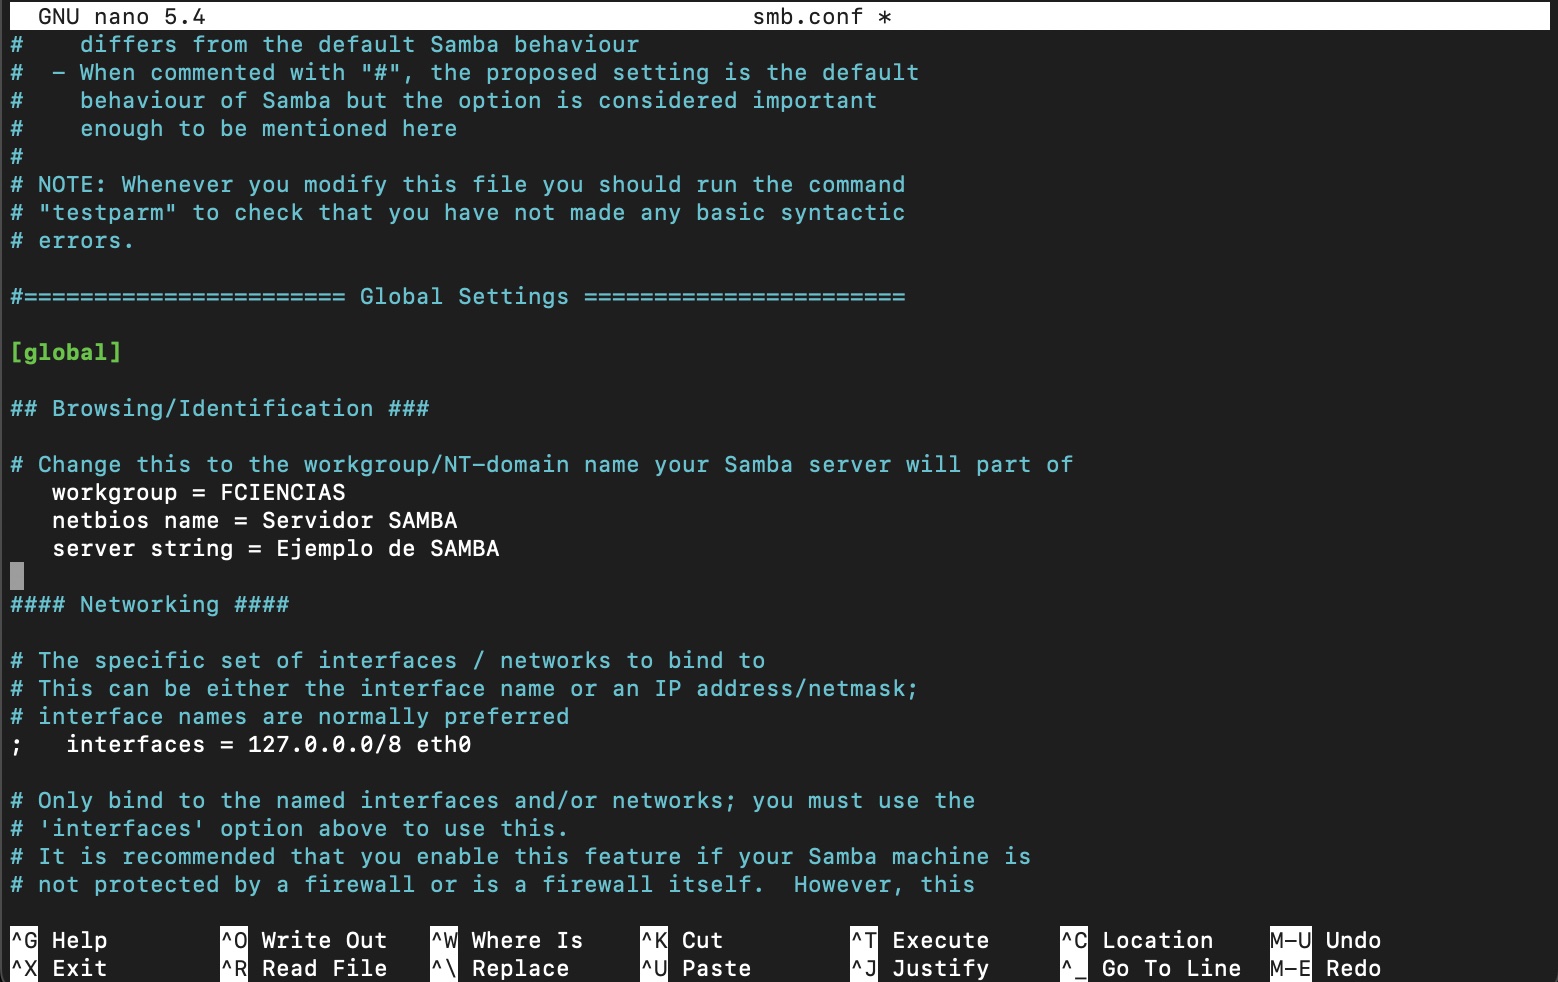 GNU nano 5.4 smb.conf *
#    differs from the default Samba behaviour
#  - When commented with "#", the proposed setting is the default
#    behaviour of Samba but the option is considered important
#    enough to be mentioned here
#
# NOTE: Whenever you modify this file you should run the command
# "testparm" to check that you have not made any basic syntactic
# errors.
#======================= Global Settings =======================
[global]
## Browsing/Identification ###
# Change this to the workgroup/NT-domain name your Samba server will part of
   workgroup = FCIENCIAS
   netbios name = Servidor SAMBA
   server string = Ejemplo de SAMBA
#### Networking ####
# The specific set of interfaces / networks to bind to
# This can be either the interface name or an IP address/netmask;
# interface names are normally preferred
;   interfaces = 127.0.0.0/8 eth0
# Only bind to the named interfaces and/or networks; you must use the
# 'interfaces' option above to use this.
# It is recommended that you enable this feature if your Samba machine is
# not protected by a firewall or is a firewall itself.  However, this
^G Help ^O Write Out ^W Where Is ^K Cut ^T Execute ^C Location M-U Undo
^X Exit ^R Read File ^\ Replace ^U Paste ^J Justify ^_ Go To Line M-E Redo